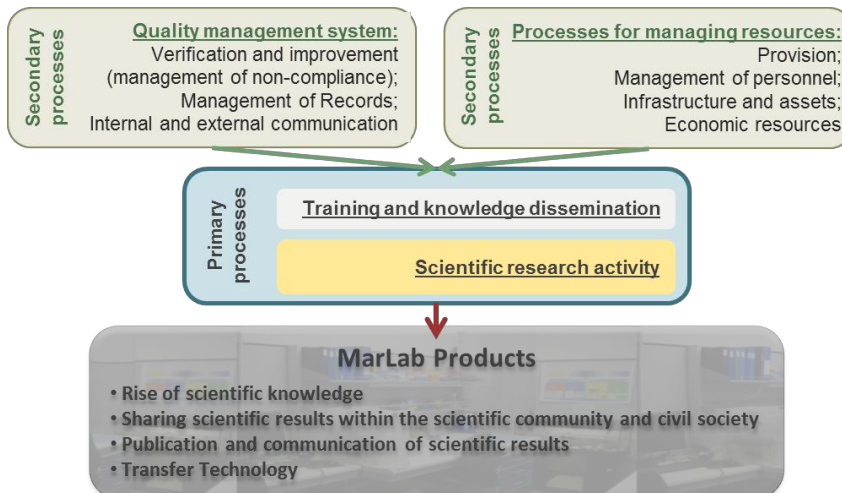 Secondary processes
Quality management system:
Verification and improvement
(management of non-compliance);
Management of Records;
Internal and external communication
Secondary processes
Processes for managing resources:
Provision;
Management of personnel;
Infrastructure and assets;
Economic resources
Primary processes
Training and knowledge dissemination
Scientific research activity
MarLab Products
• Rise of scientific knowledge
• Sharing scientific results within the scientific community and civil society
• Publication and communication of scientific results
• Transfer Technology